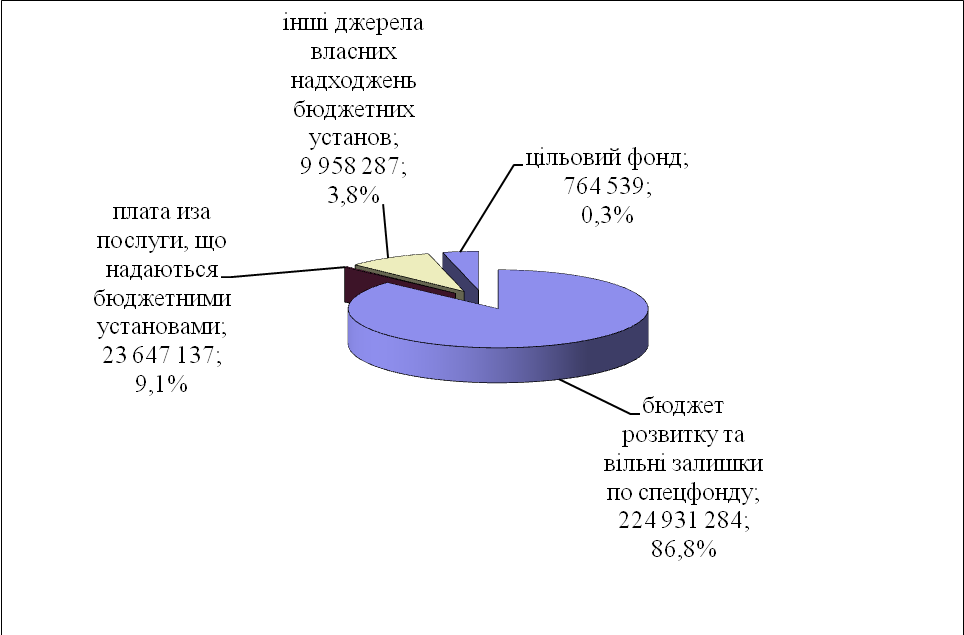 інші джерела
власних
надходжень
бюджетних
установ;
9 958 287;
3,8%
цільовий фонд;
764 539;
0,3%
плата иза
послуги, що
надаються
бюджетними
установами;
23 647 137;
9,1%
бюджет
розвитку та
вільні залишки
по спецфонду;
224 931 284;
86,8%